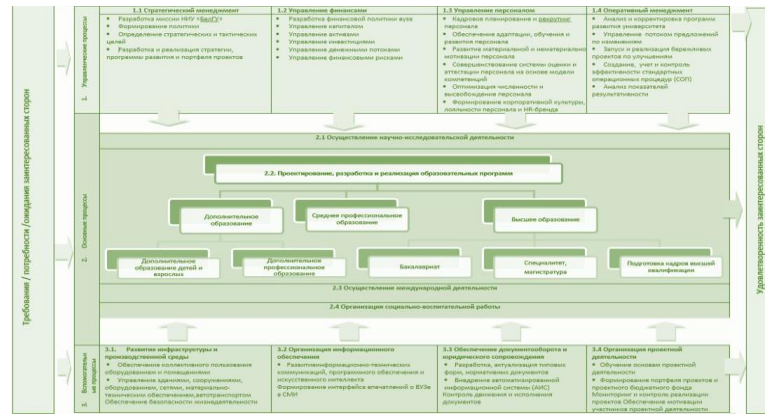 Требования / потребности /ожидания заинтересованных сторон
1. Управленческие процессы
1.1 Стратегический менеджмент
• Разработка миссии НИУ «БелГУ»
• Формирование политики
• Определение стратегических и тактических
целей
• Разработка и реализация стратегии,
программы развития и портфеля проектов
1.2 Управление финансами
• Разработка финансовой политики вуза
• Управление капиталом
• Управление активами
• Управление инвестициями
• Управление денежными потоками
• Управление финансовыми рисками
1.3 Управление персоналом
• Кадровое планирование и рекрутинг
персонала
• Обеспечение адаптации, обучения и
развития персонала
• Развитие материальной и нематериально
мотивации персонала
• Совершенствование системы оценки и
аттестации персонала на основе модели
компетенций
• Оптимизация численности и
высвобождения персонала
• Формирование корпоративной культуры,
лояльности персонала и HR-бренда
1.4 Оперативный менеджмент
• Анализ и корректировка программ
развития университета
• Управление потоком предложений
по изменениям
• Запуск и реализация бережливых
проектов по улучшениям
• Создание, учет и контроль
эффективности стандартных
операционных процедур (СОП)
• Анализ показателей
результативности
2. Основные процессы
2.1 Осуществление научно-исследовательской деятельности
2.2. Проектирование, разработка и реализация образовательных программ
Дополнительное
образование
Среднее профессиональное
образование
Высшее образование
Дополнительное
образование детей и
взрослых
Дополнительное
профессиональное
образование
Бакалавриат
Специалитет,
магистратура
Подготовка кадров высшей
квалификации
2.3 Осуществление международной деятельности
2.4 Организация социально-воспитательной работы
3. Вспомогательн
ые процессы
3.1. Развитие инфраструктуры и
производственной среды
• Обеспечение коллективного пользования
оборудованием и помещениями
• Управление зданиями, сооружениями,
оборудованием, сетями, материально-
техническим обеспечением,автотранспортом
Обеспечение безопасности жизнедеятельности
3.2 Организация информационного
обеспечения
• Развитиеинформационно-технических
коммуникаций, программного обеспечения и
искусственного интеллекта
Формирование интерфейса впечатлений о ВУЗе
в СМИ
3.3 Обеспечение документооборота и
юридического сопровождения
• Разработка, актуализация типовых
форм, нормативных документов
• Внедрение автоматизированной
информационной системы (АИС)
Контроль движения и исполнения
документов
3.4 Организация проектной
деятельности
• Обучение основам проектной
деятельности
• Формирование портфеля проектов и
проектного бюджетного фонда
Мониторинг и контроль реализации
проектов Обеспечение мотивации
участников проектной деятельности
Удовлетворенность заинтересованных сторон